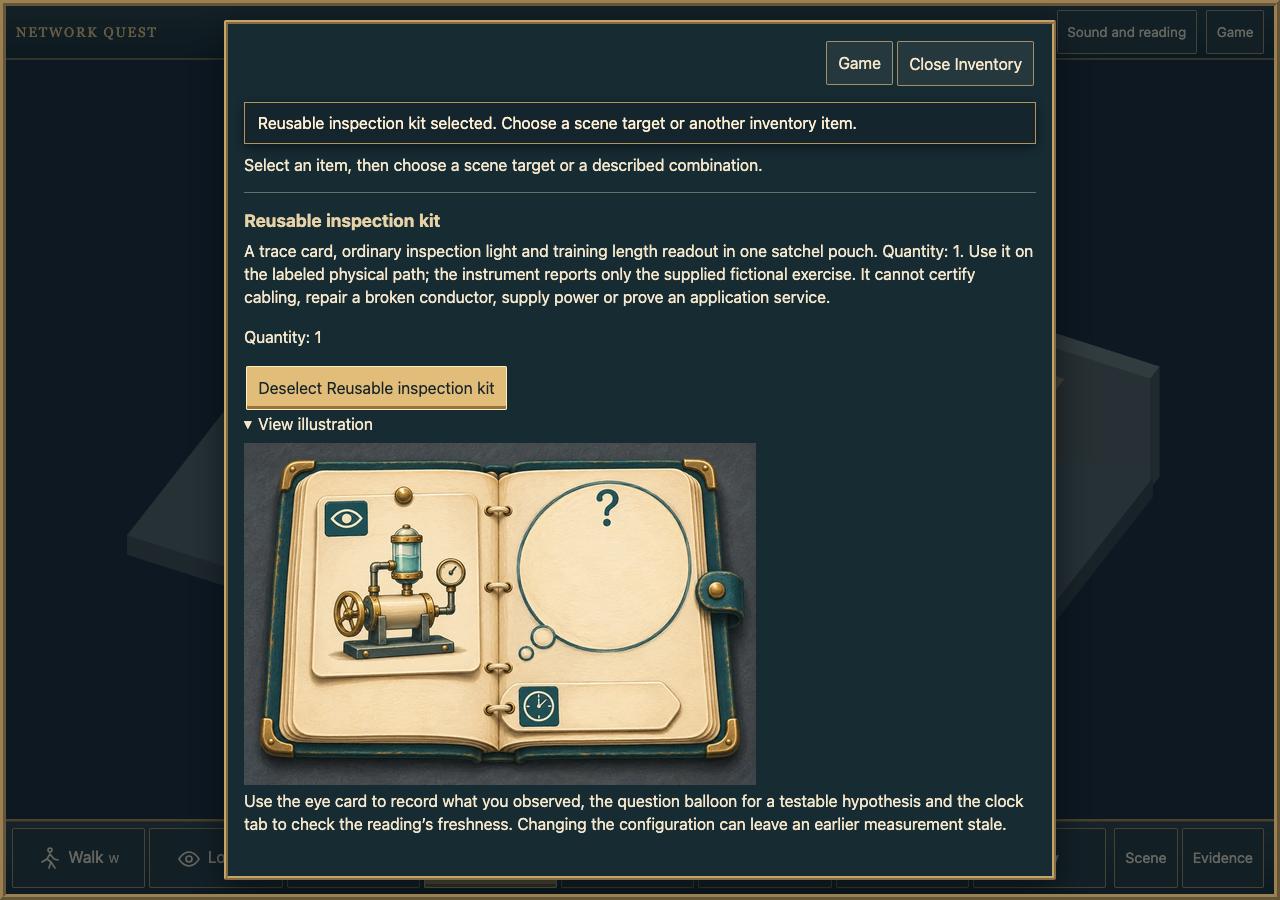 NETWORK QUEST
Sound and reading
Game
Game
Close Inventory
Reusable inspection kit selected. Choose a scene target or another inventory item.
Select an item, then choose a scene target or a described combination.
Reusable inspection kit
A trace card, ordinary inspection light and training length readout in one satchel pouch. Quantity: 1. Use it on
the labeled physical path; the instrument reports only the supplied fictional exercise. It cannot certify
cabling, repair a broken conductor, supply power or prove an application service.
Quantity: 1
Deselect Reusable inspection kit
▾ View illustration
?
Use the eye card to record what you observed, the question balloon for a testable hypothesis and the clock
tab to check the reading’s freshness. Changing the configuration can leave an earlier measurement stale.
Walk W
Scene
Evidence